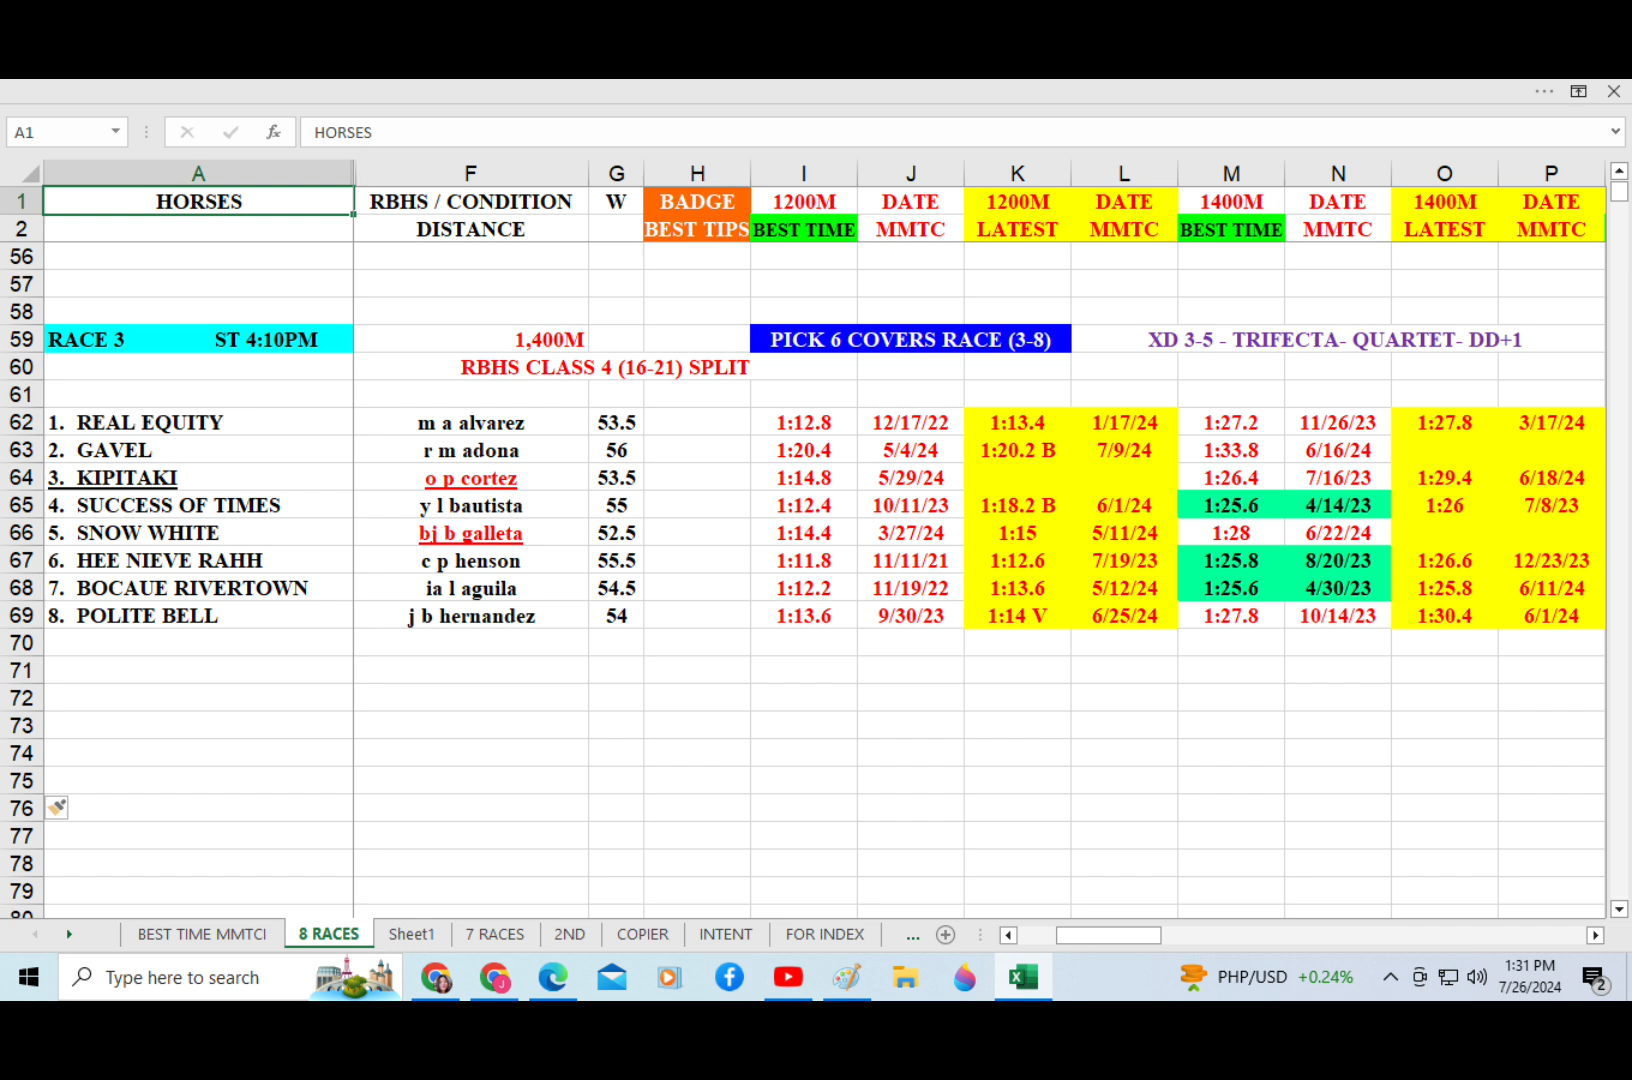 A1 fx HORSES
A F G H I J K L M N O P
1 HORSES RBHS / CONDITION W BADGE 1200M DATE 1200M DATE 1400M DATE 1400M DATE
2 DISTANCE BEST TIPS BEST TIME MMTC LATEST MMTC BEST TIME MMTC LATEST MMTC
56
57
58
59 RACE 3 ST 4:10PM 1,400M PICK 6 COVERS RACE (3-8) XD 3-5 - TRIFECTA- QUARTET- DD+1
60 RBHS CLASS 4 (16-21) SPLIT
61
62 1. REAL EQUITY m a alvarez 53.5 1:12.8 12/17/22 1:13.4 1/17/24 1:27.2 11/26/23 1:27.8 3/17/24
63 2. GAVEL r m adona 56 1:20.4 5/4/24 1:20.2 B 7/9/24 1:33.8 6/16/24
64 3. KIPITAKI o p cortez 53.5 1:14.8 5/29/24 1:26.4 7/16/23 1:29.4 6/18/24
65 4. SUCCESS OF TIMES y l bautista 55 1:12.4 10/11/23 1:18.2 B 6/1/24 1:25.6 4/14/23 1:26 7/8/23
66 5. SNOW WHITE bj b galleta 52.5 1:14.4 3/27/24 1:15 5/11/24 1:28 6/22/24
67 6. HEE NIEVE RAHH c p henson 55.5 1:11.8 11/11/21 1:12.6 7/19/23 1:25.8 8/20/23 1:26.6 12/23/23
68 7. BOCAUE RIVERTOWN ia l aguila 54.5 1:12.2 11/19/22 1:13.6 5/12/24 1:25.6 4/30/23 1:25.8 6/11/24
69 8. POLITE BELL j b hernandez 54 1:13.6 9/30/23 1:14 V 6/25/24 1:27.8 10/14/23 1:30.4 6/1/24
70
71
72
73
74
75
76
77
78
79
80
BEST TIME MMTCI 8 RACES Sheet1 7 RACES 2ND COPIER INTENT FOR INDEX ...
Type here to search PHP/USD +0.24% 1:31 PM
7/26/2024 2